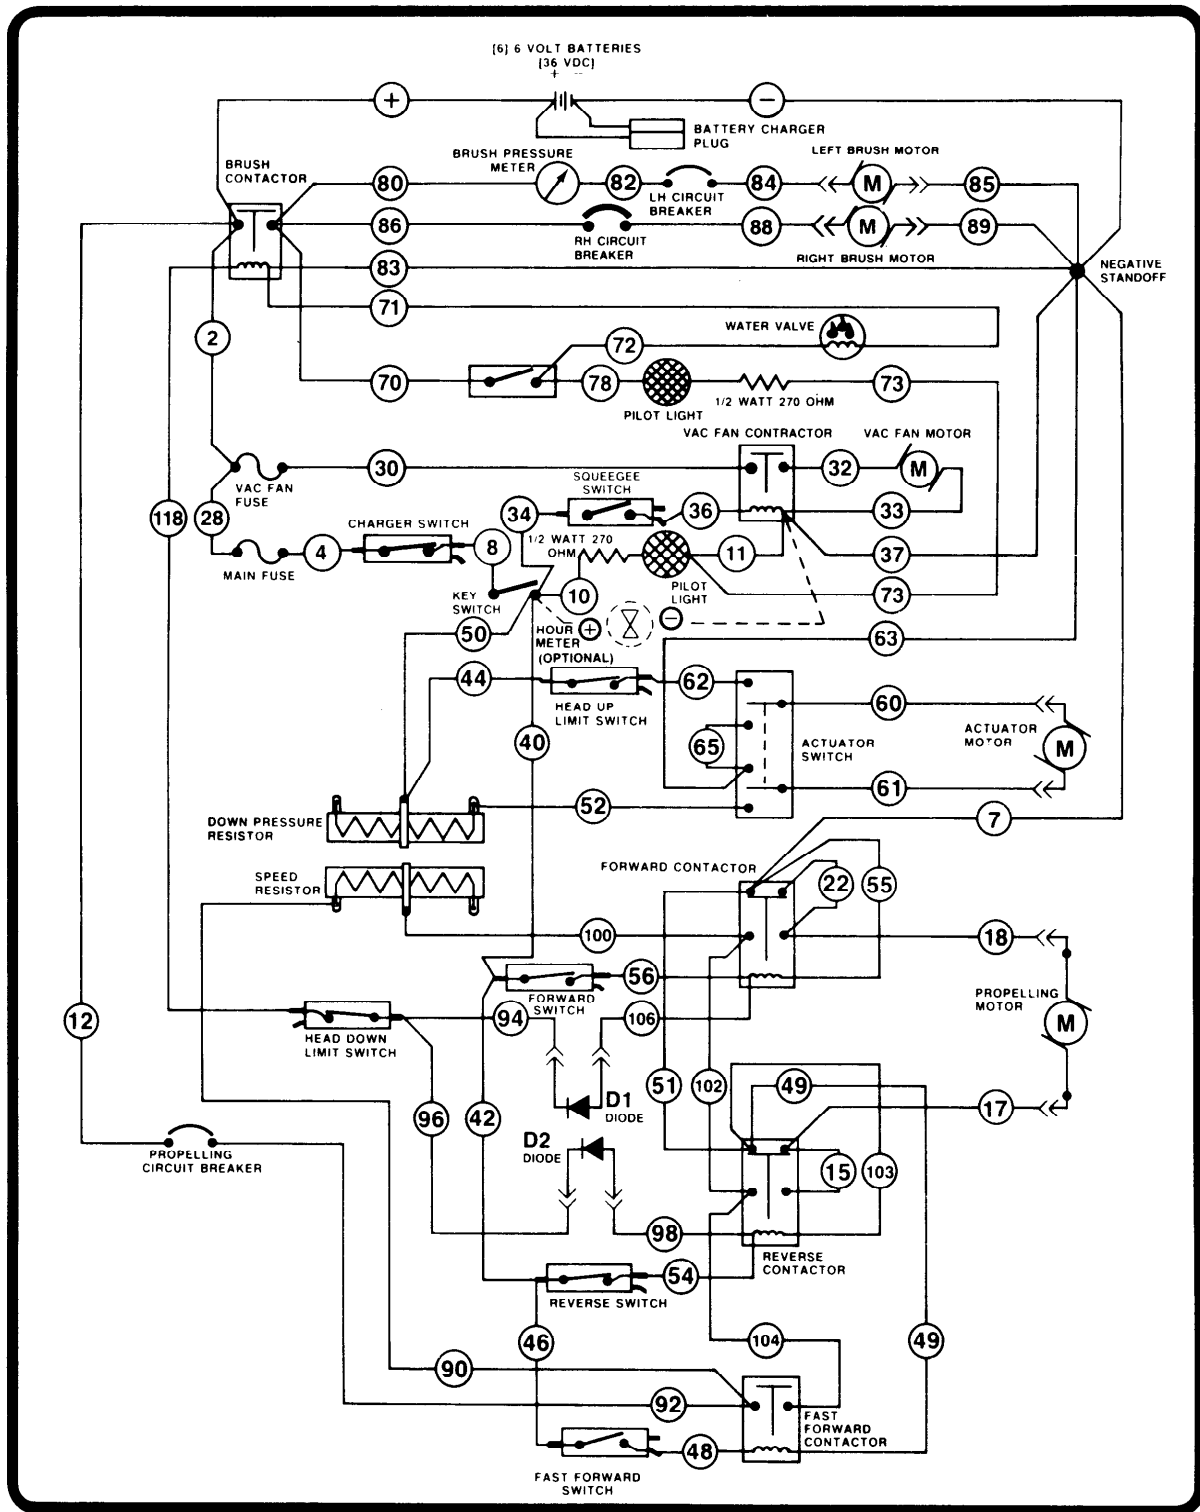 [6] 6 VOLT BATTERIES
[36 VDC]
+ --
+
−
BATTERY CHARGER
PLUG
BRUSH
CONTACTOR
BRUSH PRESSURE
METER
LEFT BRUSH MOTOR
80
82
LH CIRCUIT
BREAKER
84
M
85
86
RH CIRCUIT
BREAKER
88
M
89
RIGHT BRUSH MOTOR
83
NEGATIVE
STANDOFF
71
2
WATER VALVE
72
70
78
PILOT LIGHT
1/2 WATT 270 OHM
73
VAC FAN CONTRACTOR
VAC FAN MOTOR
30
32
M
VAC FAN
FUSE
SQUEEGEE
SWITCH
118
28
34
36
33
CHARGER SWITCH
1/2 WATT 270
OHM
4
8
11
37
MAIN FUSE
PILOT
LIGHT
KEY
SWITCH
10
73
50
HOUR
METER
(OPTIONAL)
+
−
63
44
62
HEAD UP
LIMIT SWITCH
60
40
65
ACTUATOR
SWITCH
ACTUATOR
MOTOR
M
61
52
DOWN PRESSURE
RESISTOR
7
FORWARD CONTACTOR
SPEED
RESISTOR
22
55
100
18
56
FORWARD
SWITCH
PROPELLING
MOTOR
12
94
106
M
HEAD DOWN
LIMIT SWITCH
51
102
49
96
42
D1
DIODE
17
D2
DIODE
PROPELLING
CIRCUIT BREAKER
15
103
98
REVERSE
CONTACTOR
54
REVERSE SWITCH
46
104
49
90
92
FAST
FORWARD
CONTACTOR
48
FAST FORWARD
SWITCH